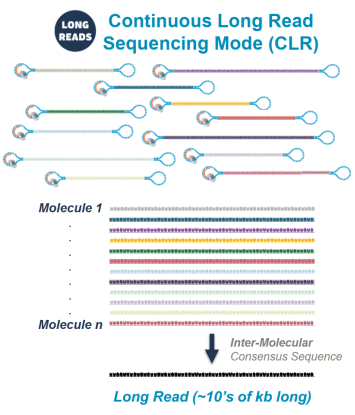 LONG
READS
Continuous Long Read
Sequencing Mode (CLR)
Molecule 1
Molecule n
Inter-Molecular
Consensus Sequence
Long Read (~10's of kb long)